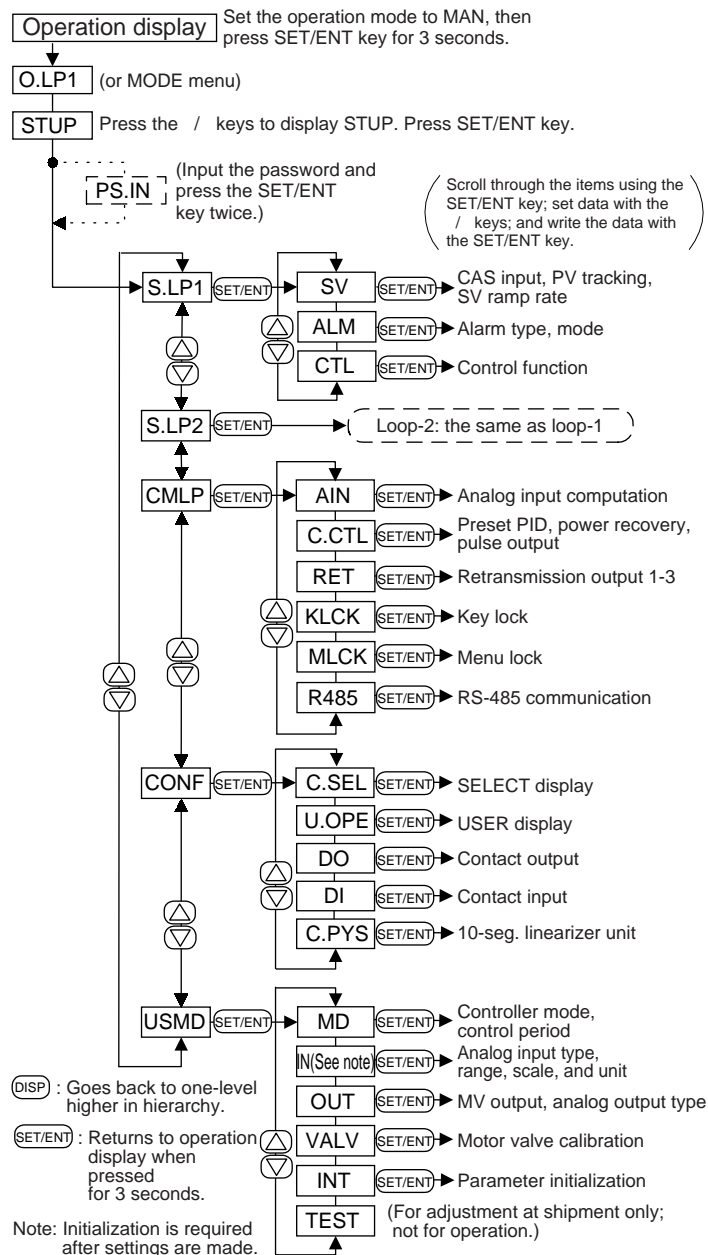 Operation display
Set the operation mode to MAN, then
press SET/ENT key for 3 seconds.
O.LP1
(or MODE menu)
STUP
Press the / keys to display STUP. Press SET/ENT key.
PS.IN
(Input the password and
press the SET/ENT
key twice.)
Scroll through the items using the
SET/ENT key; set data with the
/ keys; and write the data with
the SET/ENT key.
S.LP1 SET/ENT SV SET/ENT CAS input, PV tracking,
SV ramp rate
ALM SET/ENT Alarm type, mode
CTL SET/ENT Control function
S.LP2 SET/ENT Loop-2: the same as loop-1
CMLP SET/ENT AIN SET/ENT Analog input computation
C.CTL SET/ENT Preset PID, power recovery,
pulse output
RET SET/ENT Retransmission output 1-3
KLCK SET/ENT Key lock
MLCK SET/ENT Menu lock
R485 SET/ENT RS-485 communication
CONF SET/ENT C.SEL SET/ENT SELECT display
U.OPE SET/ENT USER display
DO SET/ENT Contact output
DI SET/ENT Contact input
C.PYS SET/ENT 10-seg. linearizer unit
USMD SET/ENT MD SET/ENT Controller mode,
control period
IN(See note) SET/ENT Analog input type,
range, scale, and unit
OUT SET/ENT MV output, analog output type
VALV SET/ENT Motor valve calibration
INT SET/ENT Parameter initialization
TEST (For adjustment at shipment only;
not for operation.)
DISP : Goes back to one-level
higher in hierarchy.
SET/ENT : Returns to operation
display when
pressed
for 3 seconds.
Note: Initialization is required
after settings are made.